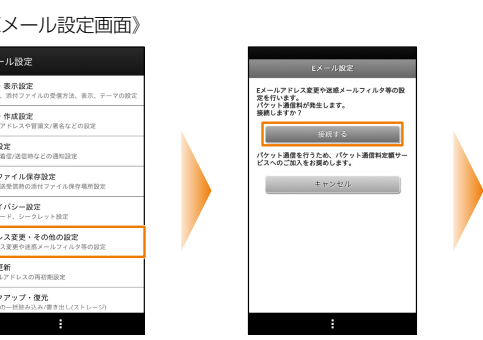 メール設定画面》
ール設定
・表示設定
、添付ファイルの受信方法、表示、テーマの設定
・作成設定
アドレスや冒頭文/署名などの設定
設定
着信/送信時などの通知設定
ファイル保存設定
送受信時の添付ファイル保存場所設定
イバシー設定
ード、シークレット設定
レス変更・その他の設定
ス変更や迷惑メールフィルタ等の設定
更新
ルアドレスの再初期設定
クアップ・復元
の一括読み込み/書き出し(ストレージ)
Eメール設定
Eメールアドレス変更や迷惑メールフィルタ等の設
定を行います。
パケット通信料が発生します。
接続しますか？
接続する
パケット通信を行うため、パケット通信料定額サー
ビスへのご加入をお奨めします。
キャンセル